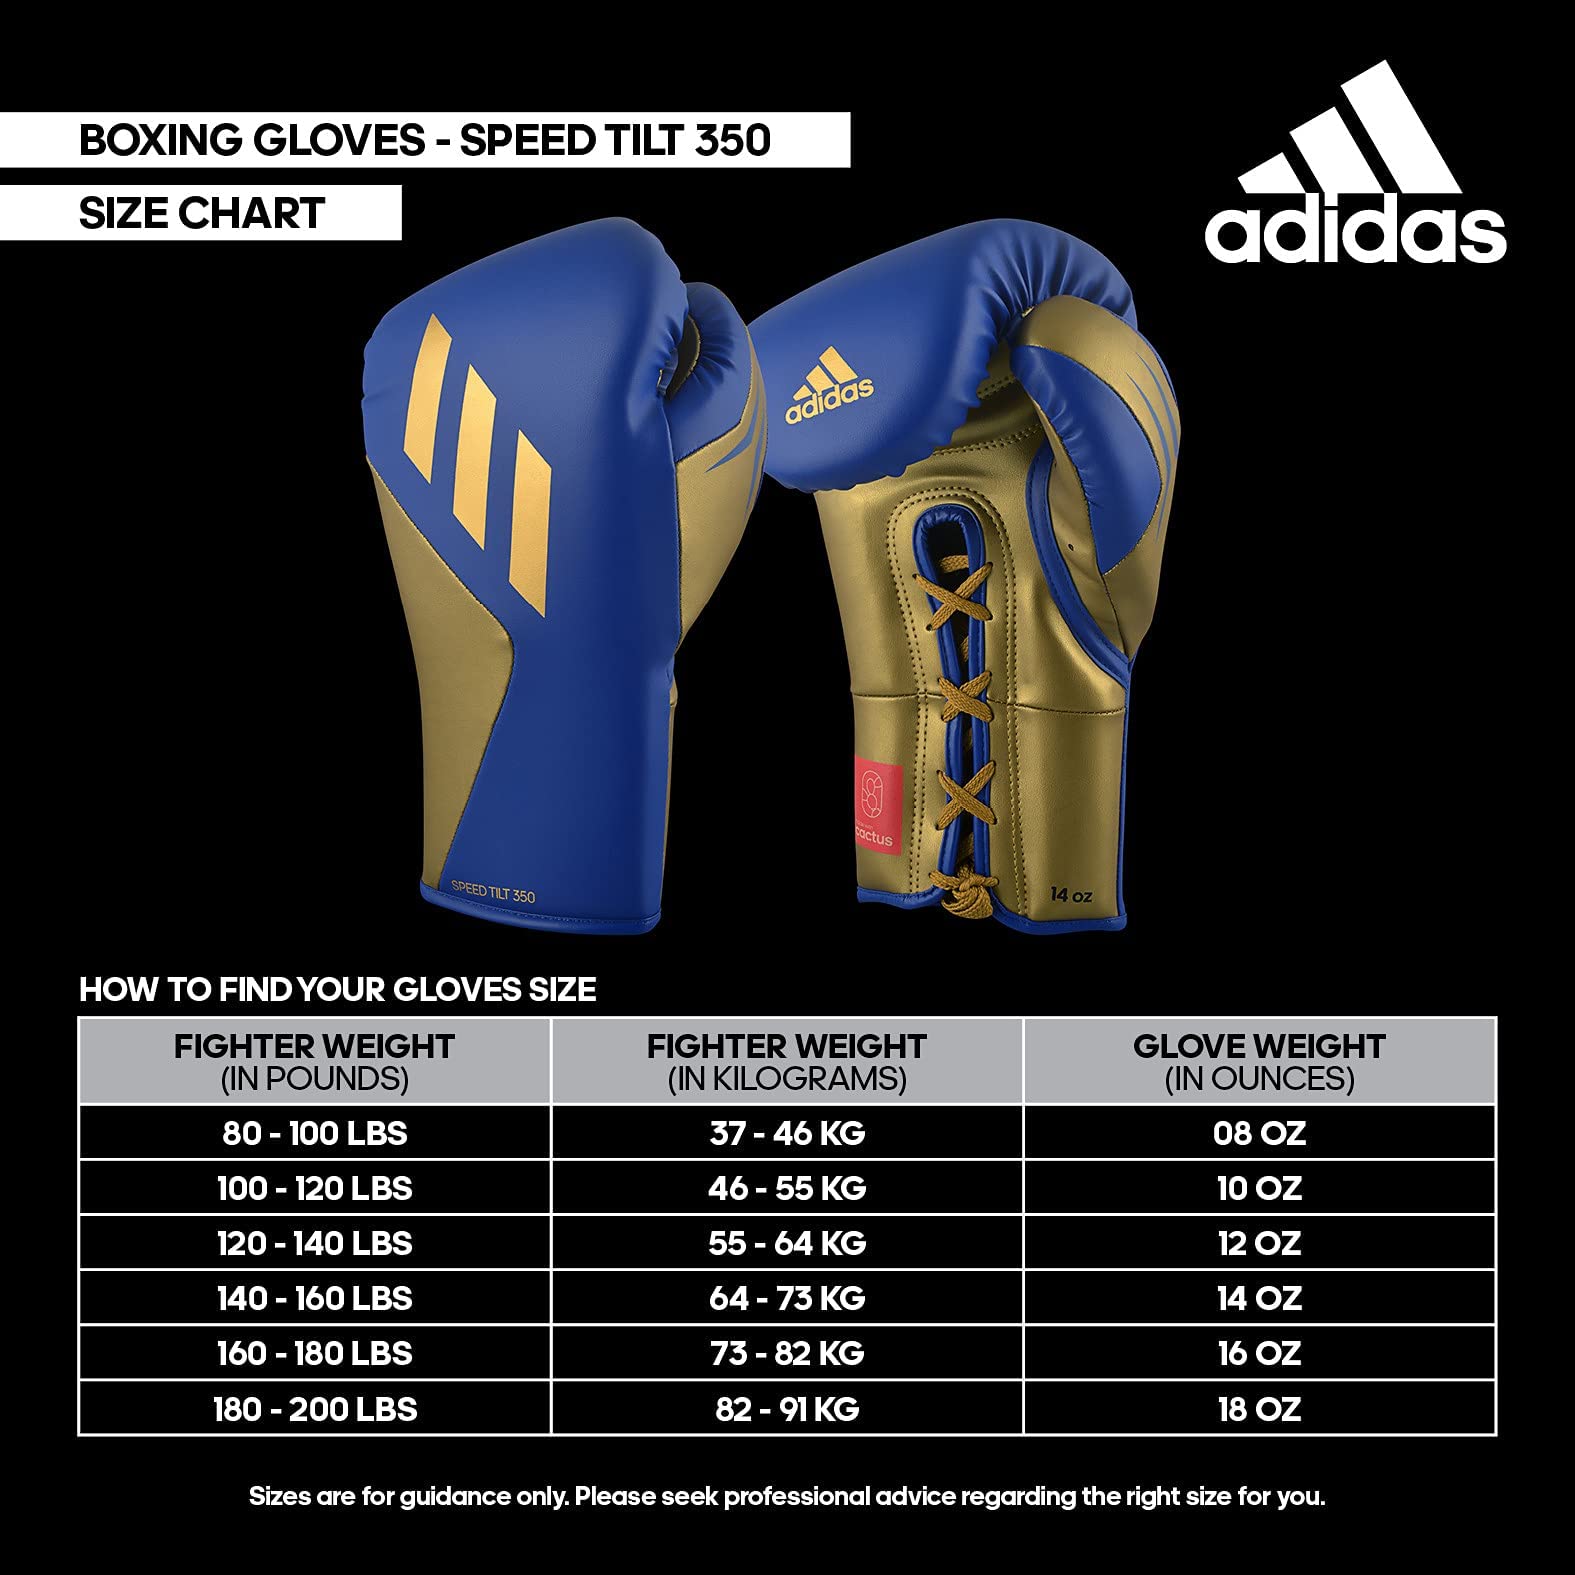 BOXING GLOVES - SPEED TILT 350
SIZE CHART
adidas
adidas
SPEED TILT 350
cactus
14 oz
HOW TO FIND YOUR GLOVES SIZE
FIGHTER WEIGHT (IN POUNDS) FIGHTER WEIGHT (IN KILOGRAMS) GLOVE WEIGHT (IN OUNCES)
80 - 100 LBS 37 - 46 KG 08 OZ
100 - 120 LBS 46 - 55 KG 10 OZ
120 - 140 LBS 55 - 64 KG 12 OZ
140 - 160 LBS 64 - 73 KG 14 OZ
160 - 180 LBS 73 - 82 KG 16 OZ
180 - 200 LBS 82 - 91 KG 18 OZ
Sizes are for guidance only. Please seek professional advice regarding the right size for you.